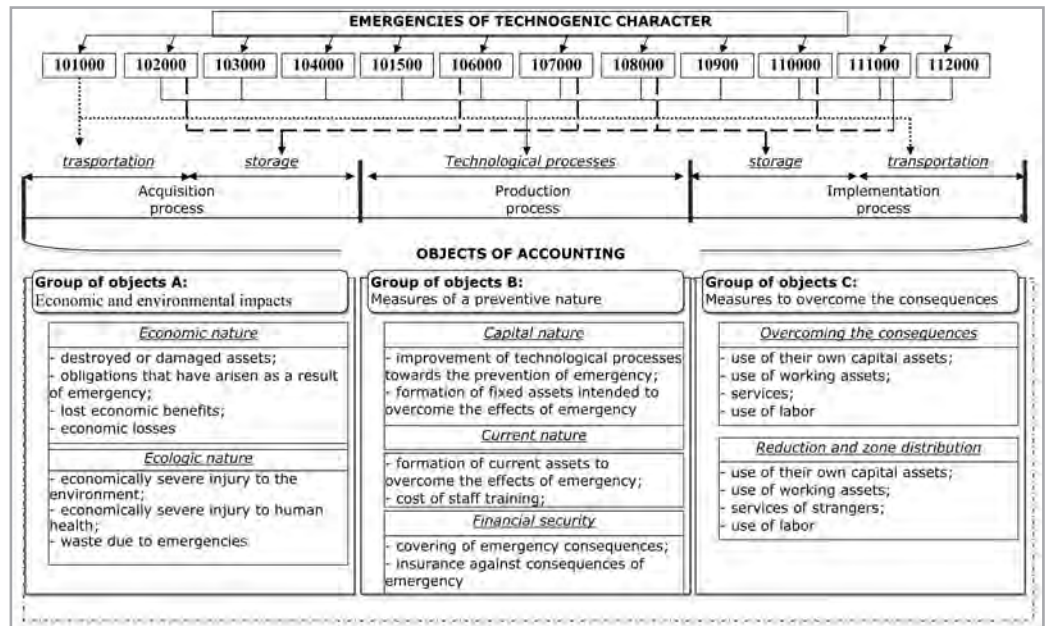 EMERGENCIES OF TECHNOGENIC CHARACTER
101000 102000 103000 104000 101500 106000 107000 108000 10900 110000 111000 112000
trasportation storage Technological processes storage transportation
Acquisition process
Production process
Implementation process
OBJECTS OF ACCOUNTING
Group of objects A:
Economic and environmental impacts
Economic nature
- destroyed or damaged assets;
- obligations that have arisen as a result
of emergency;
- lost economic benefits;
- economic losses
Ecologic nature
- economically severe injury to the
environment;
- economically severe injury to human
health;
- waste due to emergencies
Group of objects B:
Measures of a preventive nature
Capital nature
- improvement of technological processes
towards the prevention of emergency;
- formation of fixed assets intended to
overcome the effects of emergency
Current nature
- formation of current assets to
overcome the effects of emergency;
- cost of staff training;
Financial security
- covering of emergency consequences;
- insurance against consequences of
emergency
Group of objects C:
Measures to overcome the consequences
Overcoming the consequences
- use of their own capital assets;
- use of working assets;
- services;
- use of labor
Reduction and zone distribution
- use of their own capital assets;
- use of working assets;
- services of strangers;
- use of labor